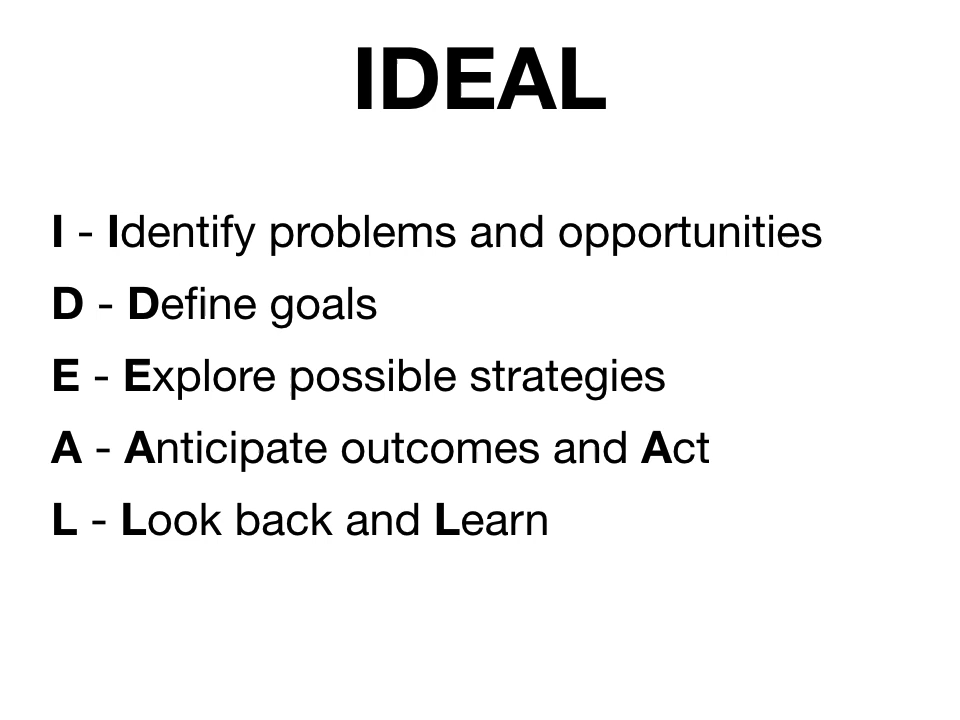 IDEAL
I - Identify problems and opportunities
D - Define goals
E - Explore possible strategies
A - Anticipate outcomes and Act
L - Look back and Learn